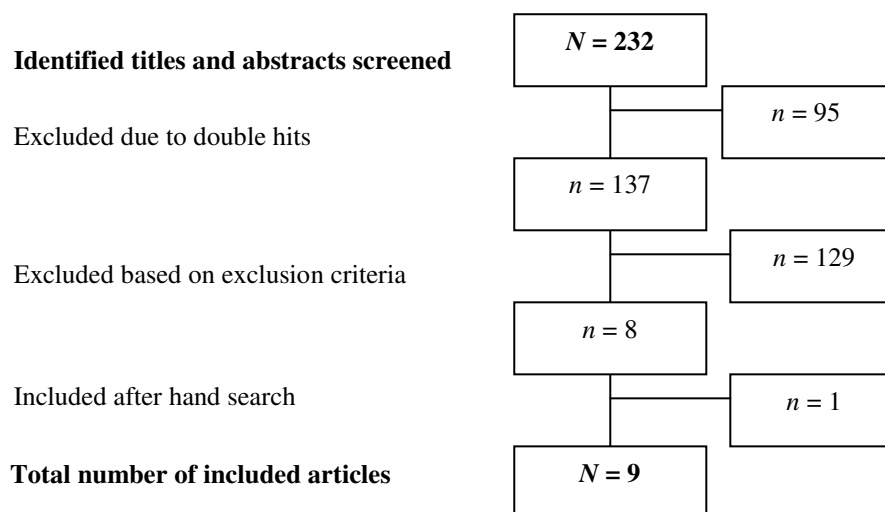 N = 232
Identified titles and abstracts screened
n = 95
Excluded due to double hits
n = 137
n = 129
Excluded based on exclusion criteria
n = 8
Included after hand search
n = 1
Total number of included articles
N = 9